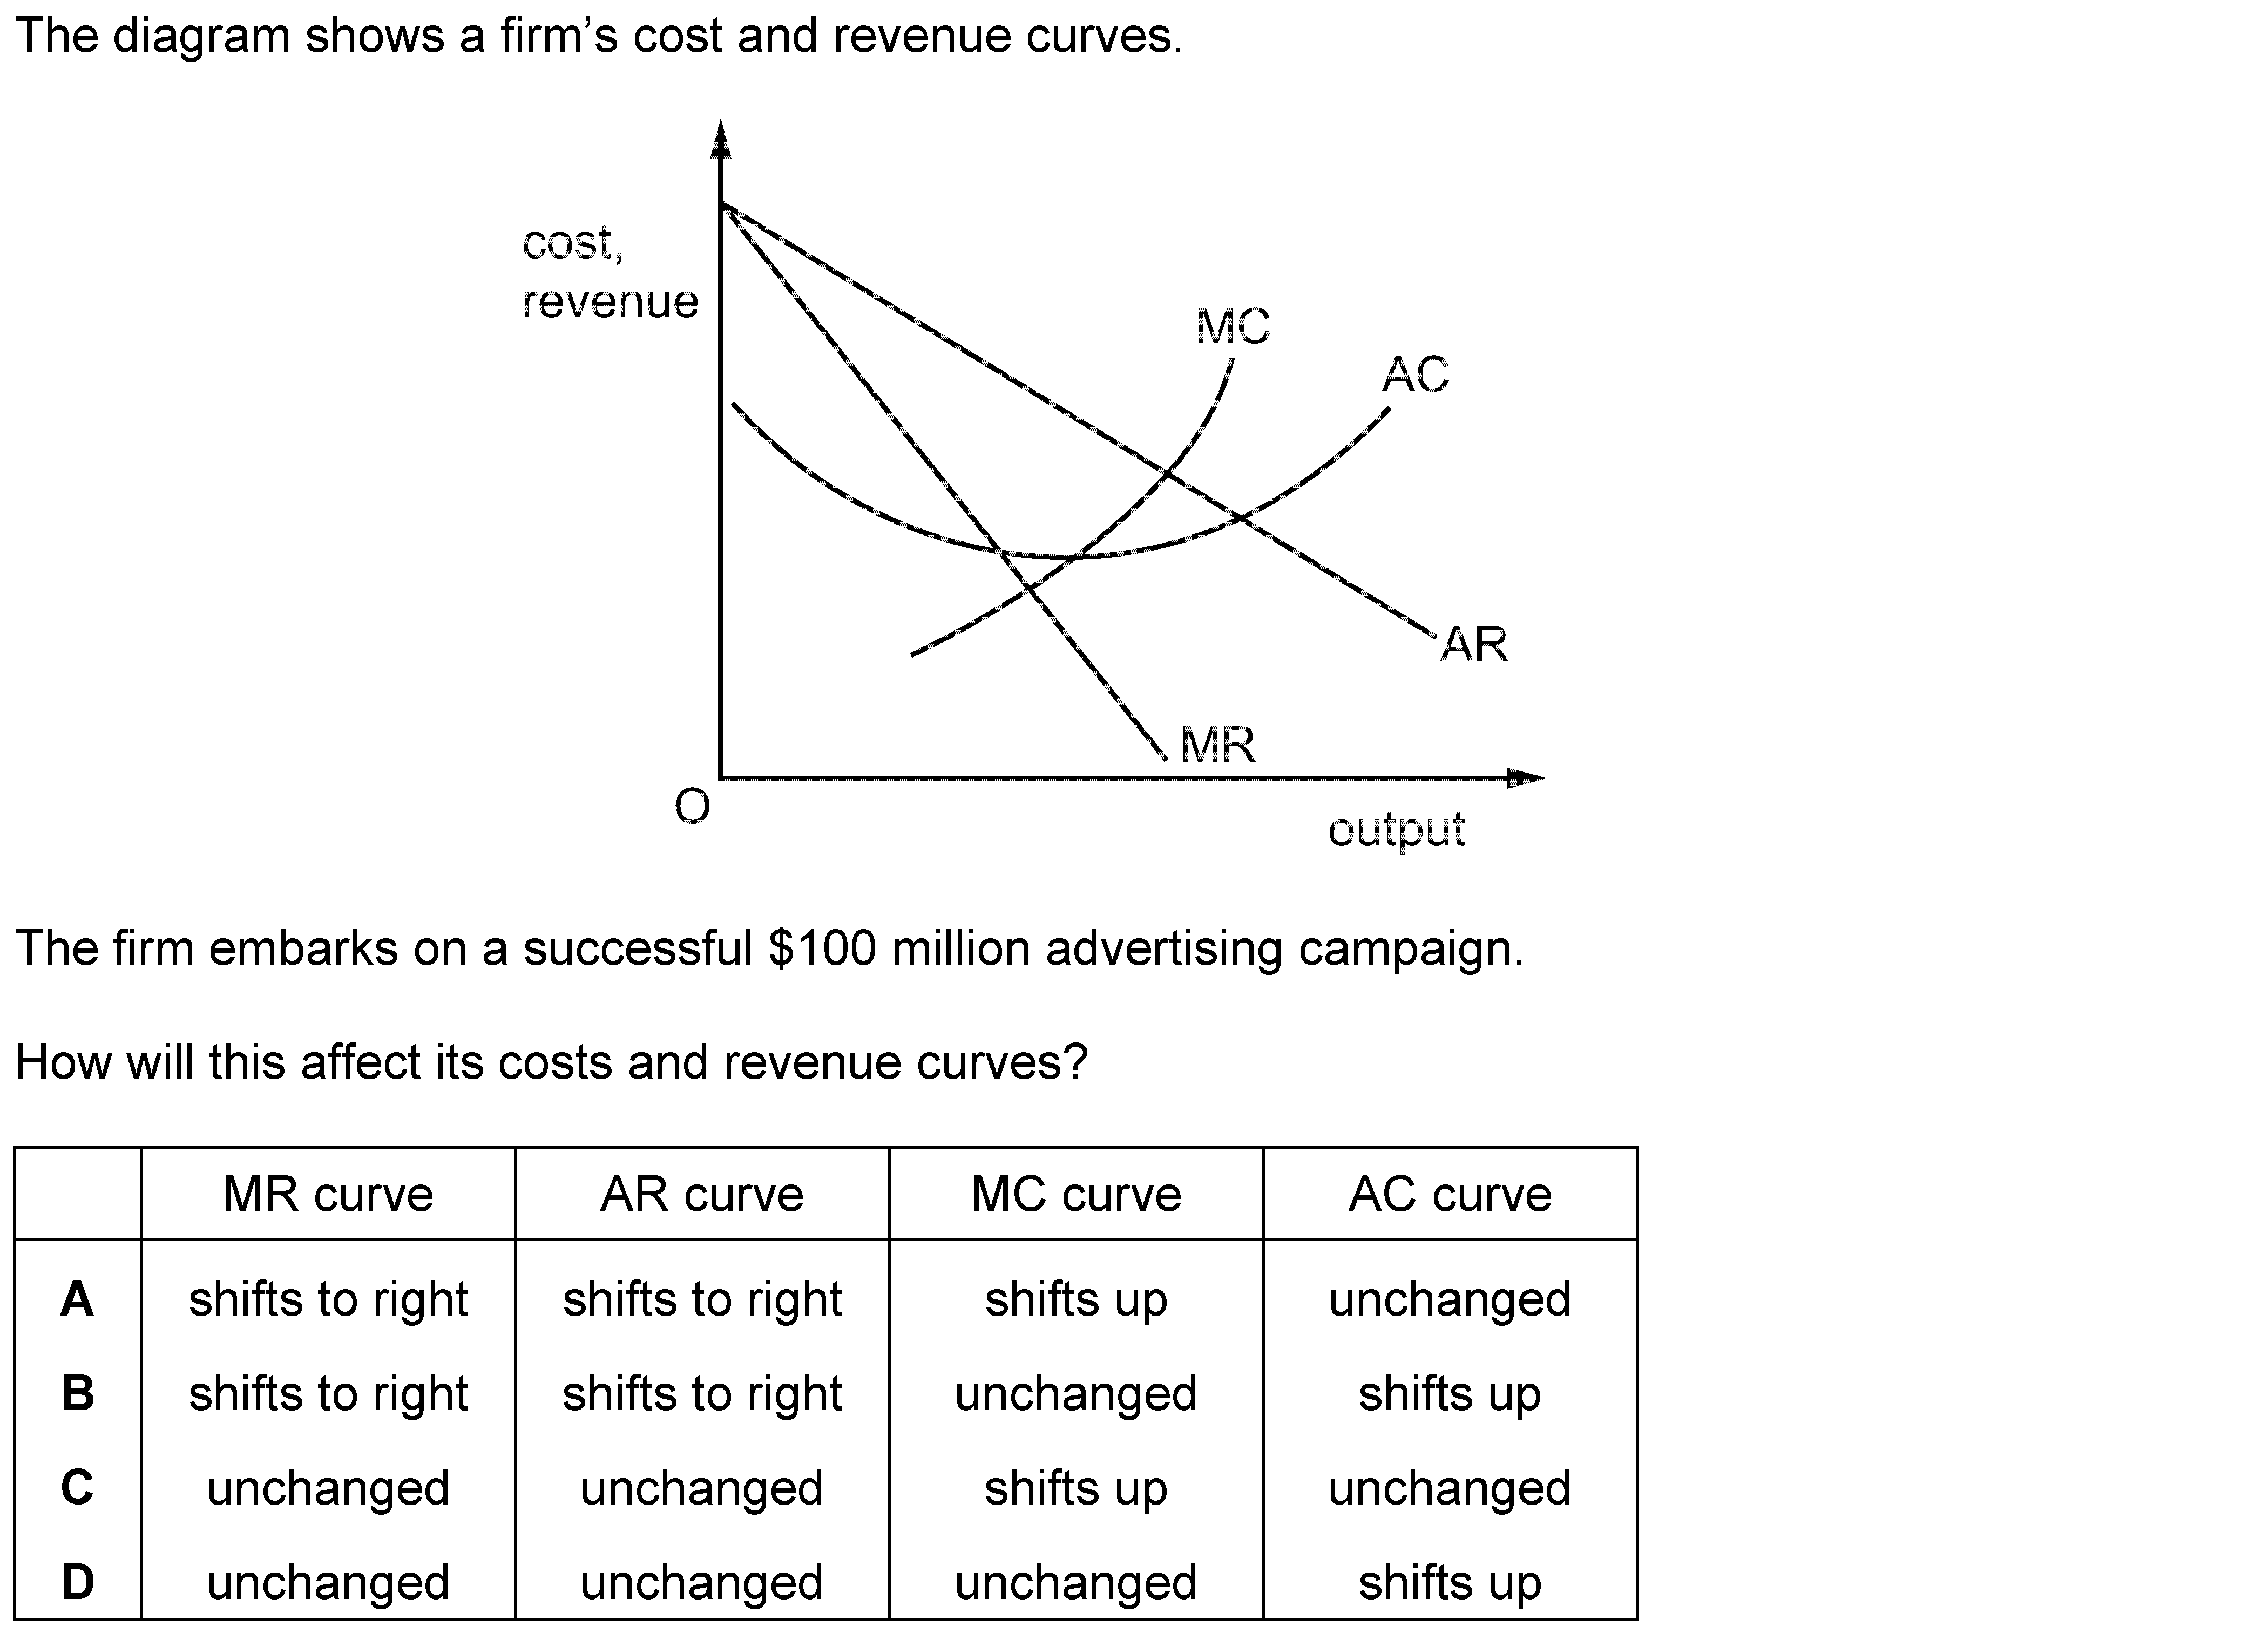 The diagram shows a firm’s cost and revenue curves.
cost,
revenue
MC
AC
AR
MR
O
output
The firm embarks on a successful $100 million advertising campaign.
How will this affect its costs and revenue curves?
MR curve AR curve MC curve AC curve
A shifts to right shifts to right shifts up unchanged
B shifts to right shifts to right unchanged shifts up
C unchanged unchanged shifts up unchanged
D unchanged unchanged unchanged shifts up